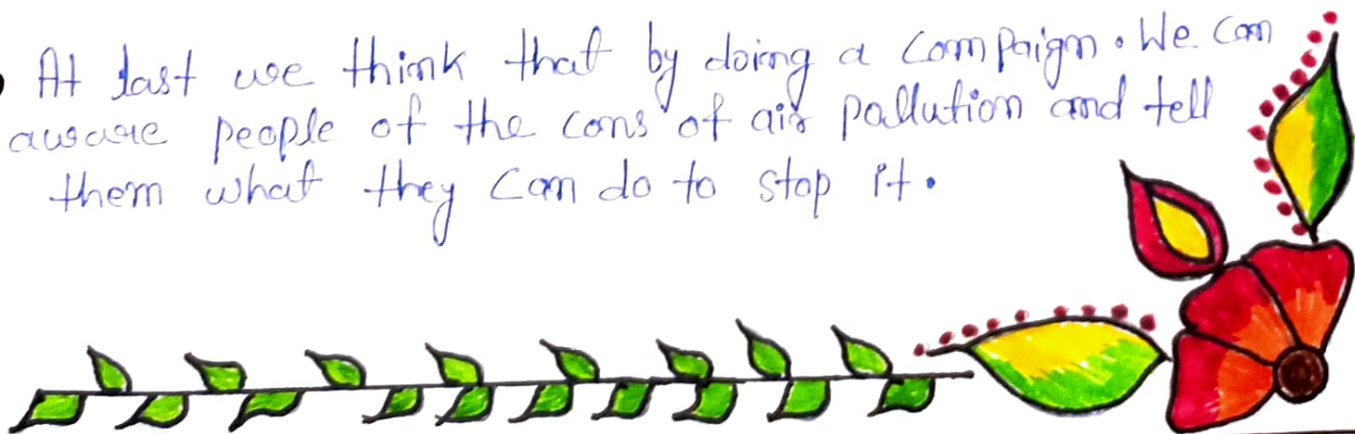 At last we think that by doing a compaign. We can
aware people of the cons of air pollution and tell
them what they can do to stop it.